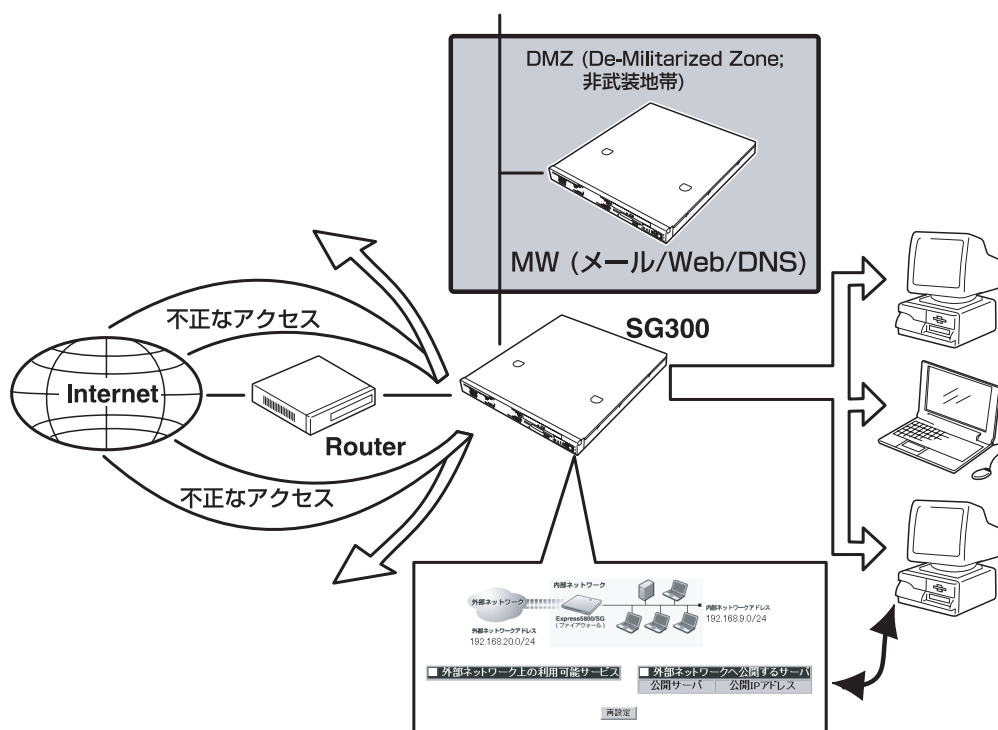 DMZ (De-Militarized Zone;
非武装地帯)
MW (メール/Web/DNS)
不正なアクセス
SG300
Internet
Router
不正なアクセス
内部ネットワーク
外部ネットワーク
Express5800/SG
(ファイアウォール)
内部ネットワークアドレス
192.168.9.0/24
外部ネットワークアドレス
192.168.20.0/24
外部ネットワーク上の利用可能サービス
外部ネットワークへ公開するサーバ
公開サーバ 公開IPアドレス
再設定